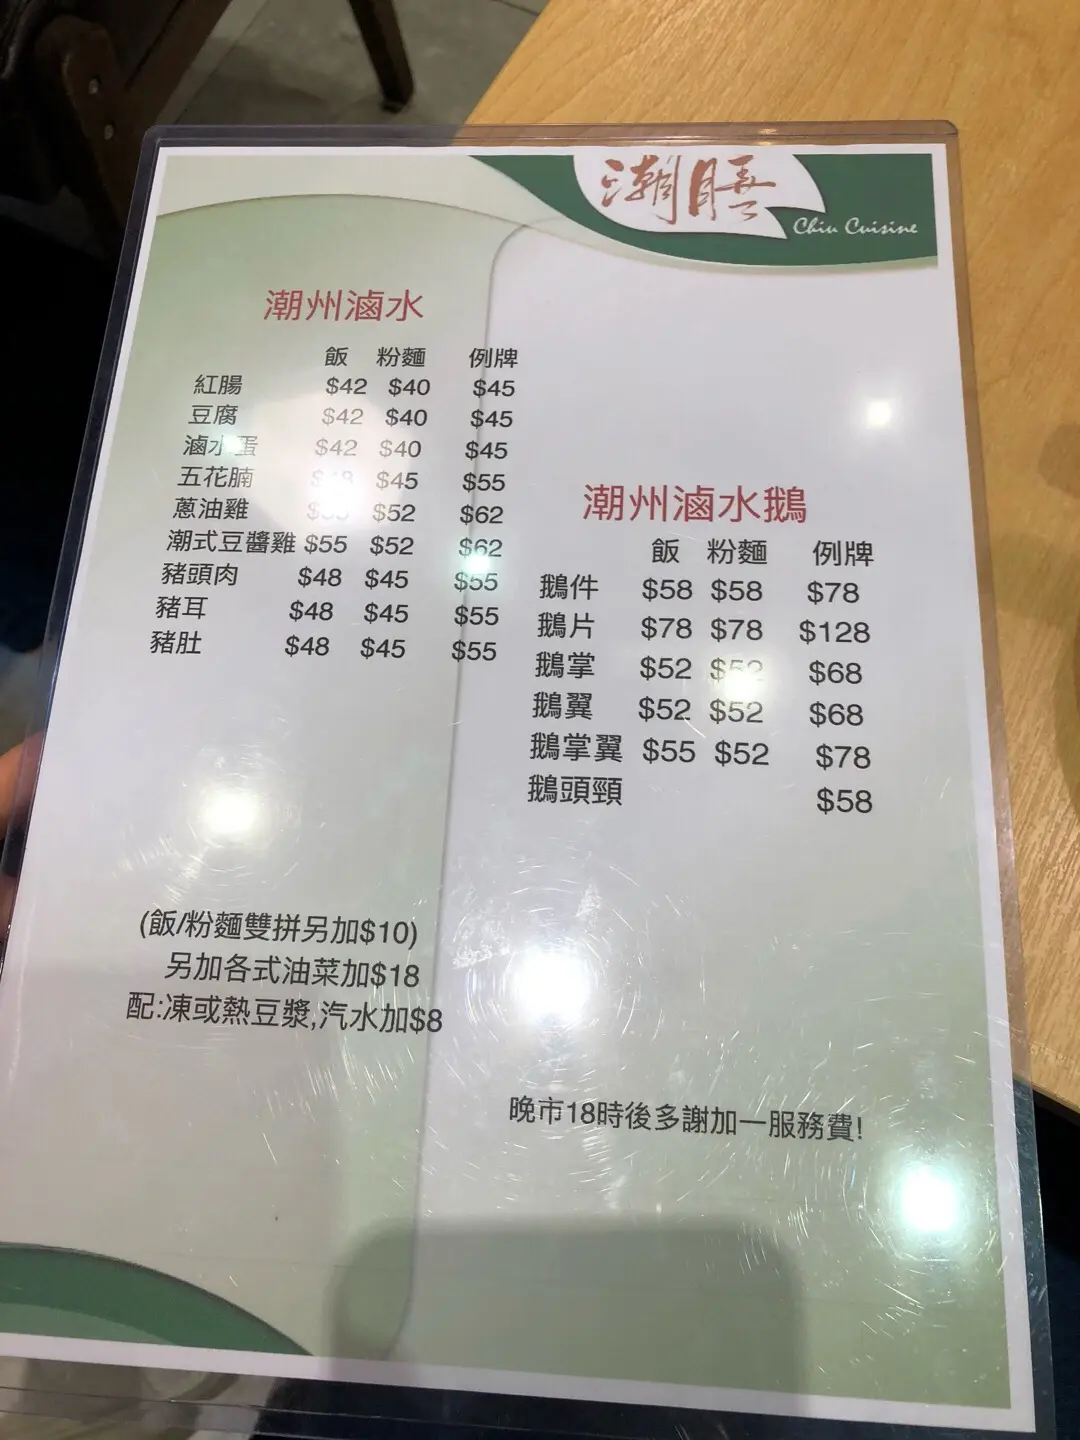 潮膳
Chiu Cuisine
潮州滷水
飯 粉麵 例牌
紅腸 $42 $40 $45
豆腐 $42 $40 $45
滷水蛋 $42 $40 $45
五花腩 $45 $55
蔥油雞 $52 $62
潮式豆醬雞 $55 $52 $62
豬頭肉 $48 $45 $55
豬耳 $48 $45 $55
豬肚 $48 $45 $55
潮州滷水鵝
飯 粉麵 例牌
鵝件 $58 $58 $78
鵝片 $78 $78 $128
鵝掌 $52 $52 $68
鵝翼 $52 $52 $68
鵝掌翼 $55 $52 $78
鵝頭頸 $58
(飯/粉麵雙拼另加$10)
另加各式油菜加$18
配:凍或熱豆漿,汽水加$8
晚市18時後多謝加一服務費!